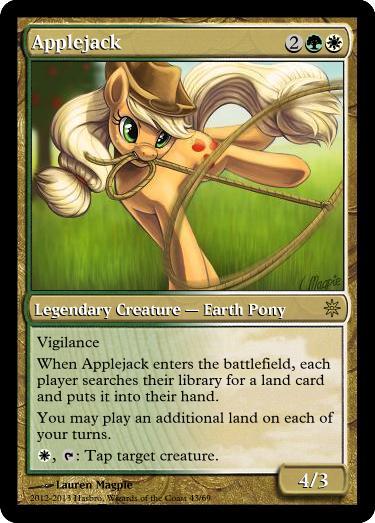 Applejack 2
L Magpie
Legendary Creature — Earth Pony
Vigilance
When Applejack enters the battlefield, each
player searches their library for a land card
and puts it into their hand.
You may play an additional land on each of
your turns.
, : Tap target creature.
4/3
Lauren Magpie
2012-2013 Hasbro, Wizards of the Coast 43/69